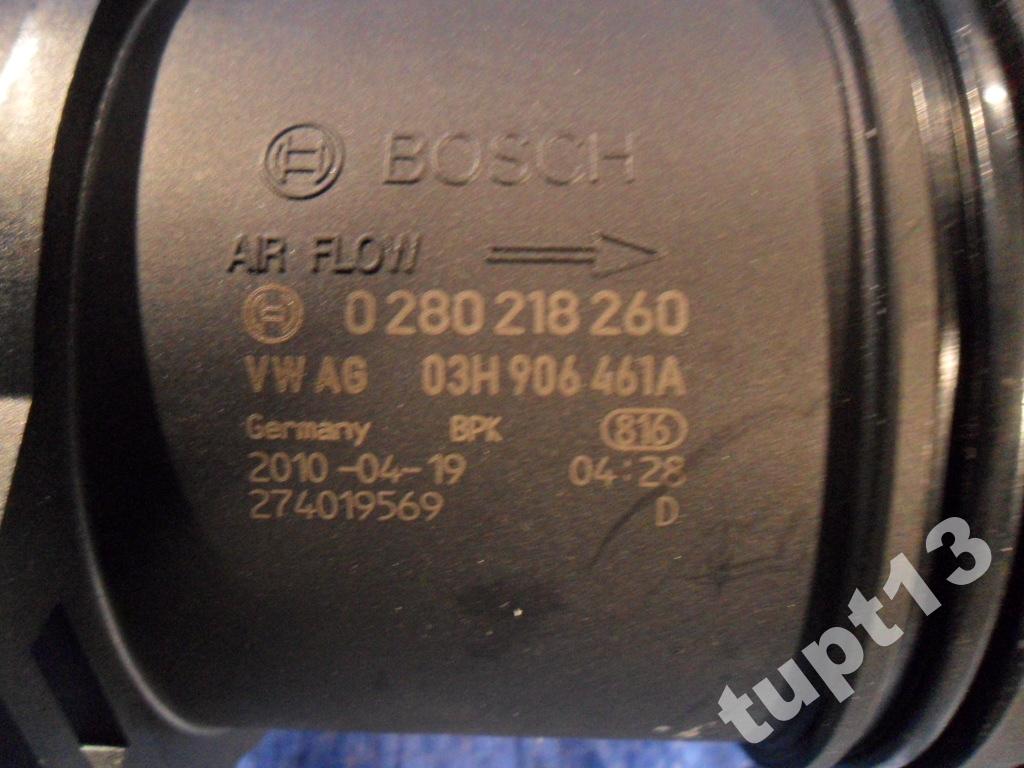 BOSCH
AIR FLOW
0 280 218 260
VW AG 03H 906 461A
Germany BPK 816
2010-04-19 04:28
274019569 D
tupt13